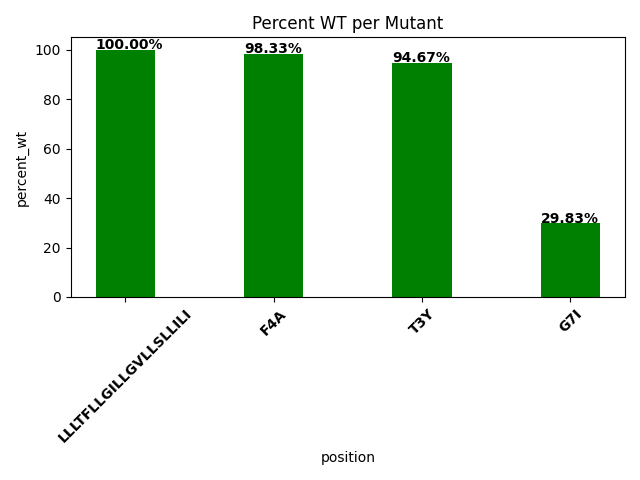 Percent WT per Mutant
100.00%
98.33%
94.67%
29.83%
percent_wt
100
80
60
40
20
0
LLLTFLLGILLGVLLSLLILI
F4A
T3Y
G7I
position